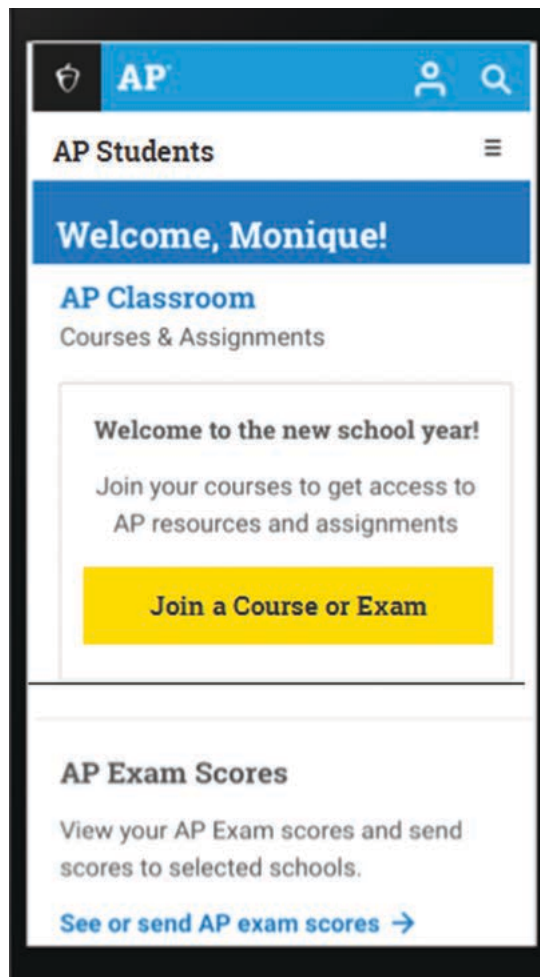 AP
AP Students
Welcome, Monique!
AP Classroom
Courses & Assignments
Welcome to the new school year!
Join your courses to get access to
AP resources and assignments
Join a Course or Exam
AP Exam Scores
View your AP Exam scores and send
scores to selected schools.
See or send AP exam scores →